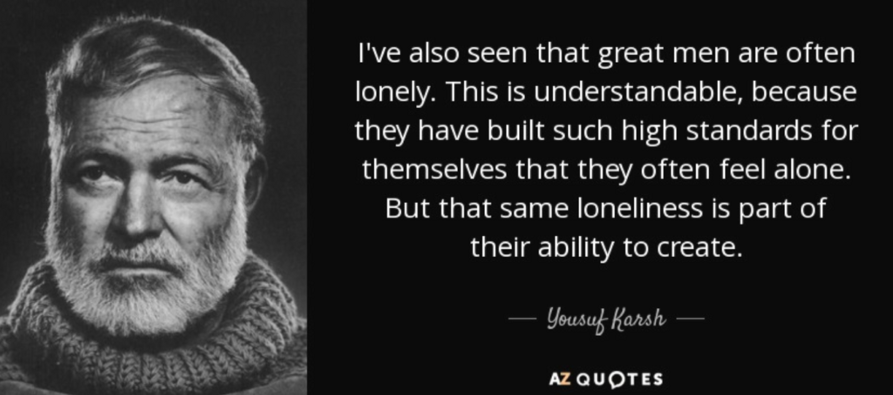 I've also seen that great men are often
lonely. This is understandable, because
they have built such high standards for
themselves that they often feel alone.
But that same loneliness is part of
their ability to create.
Yousuf Karsh
AZ QUOTES